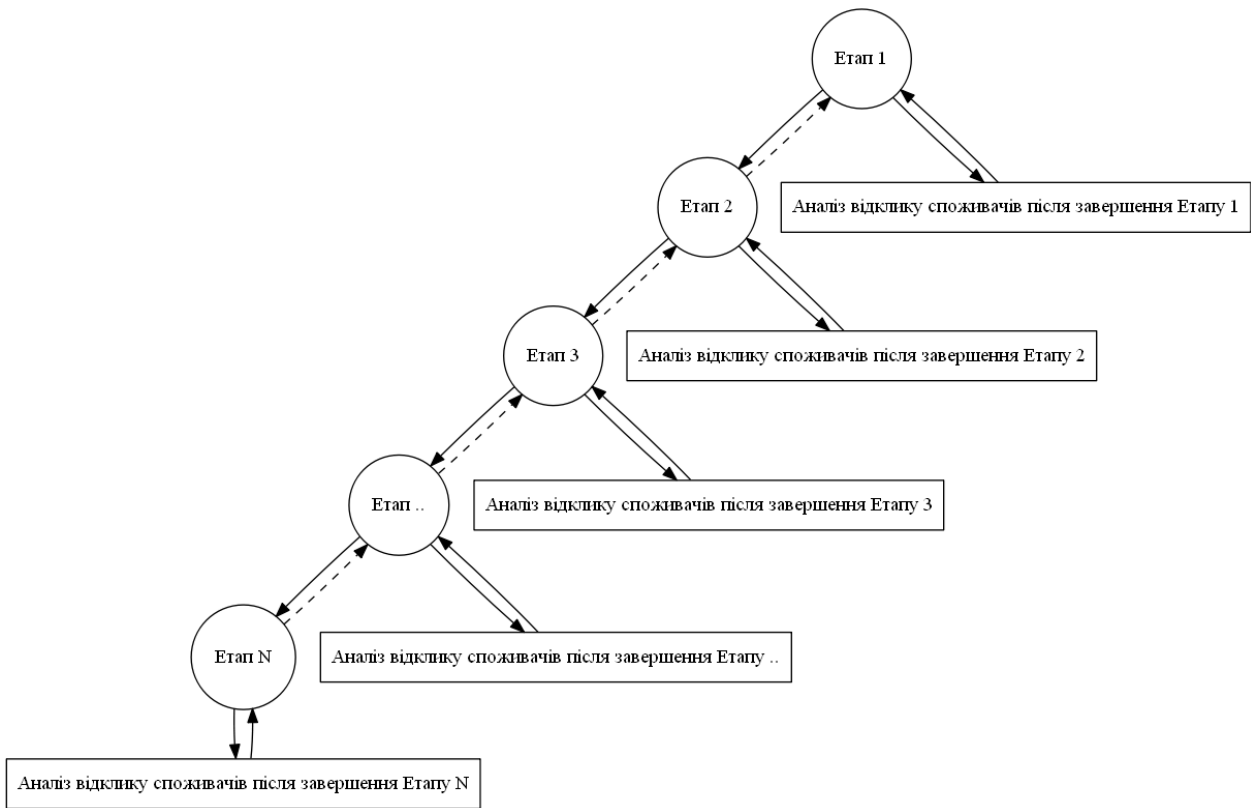 Етап 1
Аналіз відклику споживачів після завершення Етапу 1
Етап 2
Аналіз відклику споживачів після завершення Етапу 2
Етап 3
Аналіз відклику споживачів після завершення Етапу 3
Етап ..
Аналіз відклику споживачів після завершення Етапу ..
Етап N
Аналіз відклику споживачів після завершення Етапу N